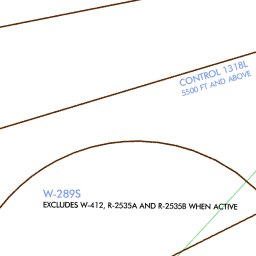 CONTROL 1318L
5500 FT AND ABOVE
W-289S
EXCLUDES W-412, R-2535A AND R-2535B WHEN ACTIVE